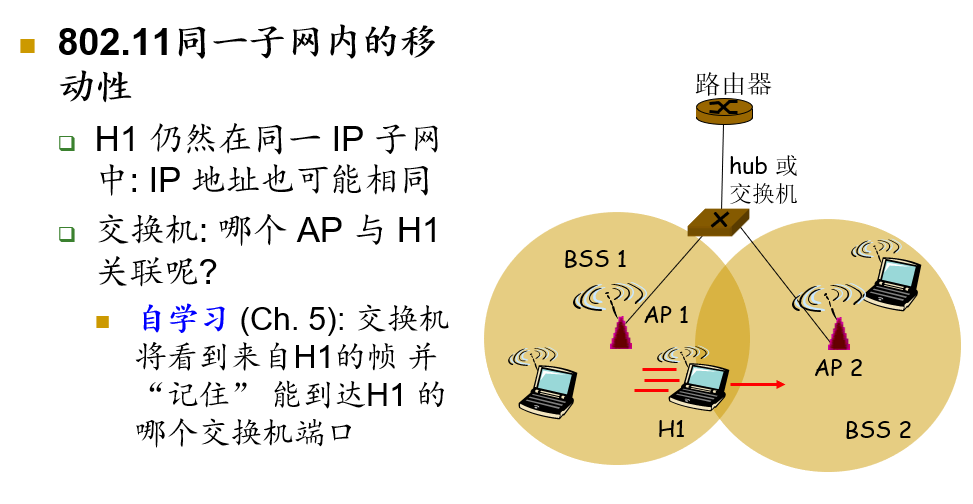 802.11同一子网内的移
动性
H1 仍然在同一 IP 子网
中: IP 地址也可能相同
交换机: 哪个 AP 与 H1
关联呢?
自学习 (Ch. 5): 交换机
将看到来自H1的帧 并
“记住” 能到达H1 的
哪个交换机端口
路由器
hub 或
交换机
BSS 1
AP 1
AP 2
H1
BSS 2